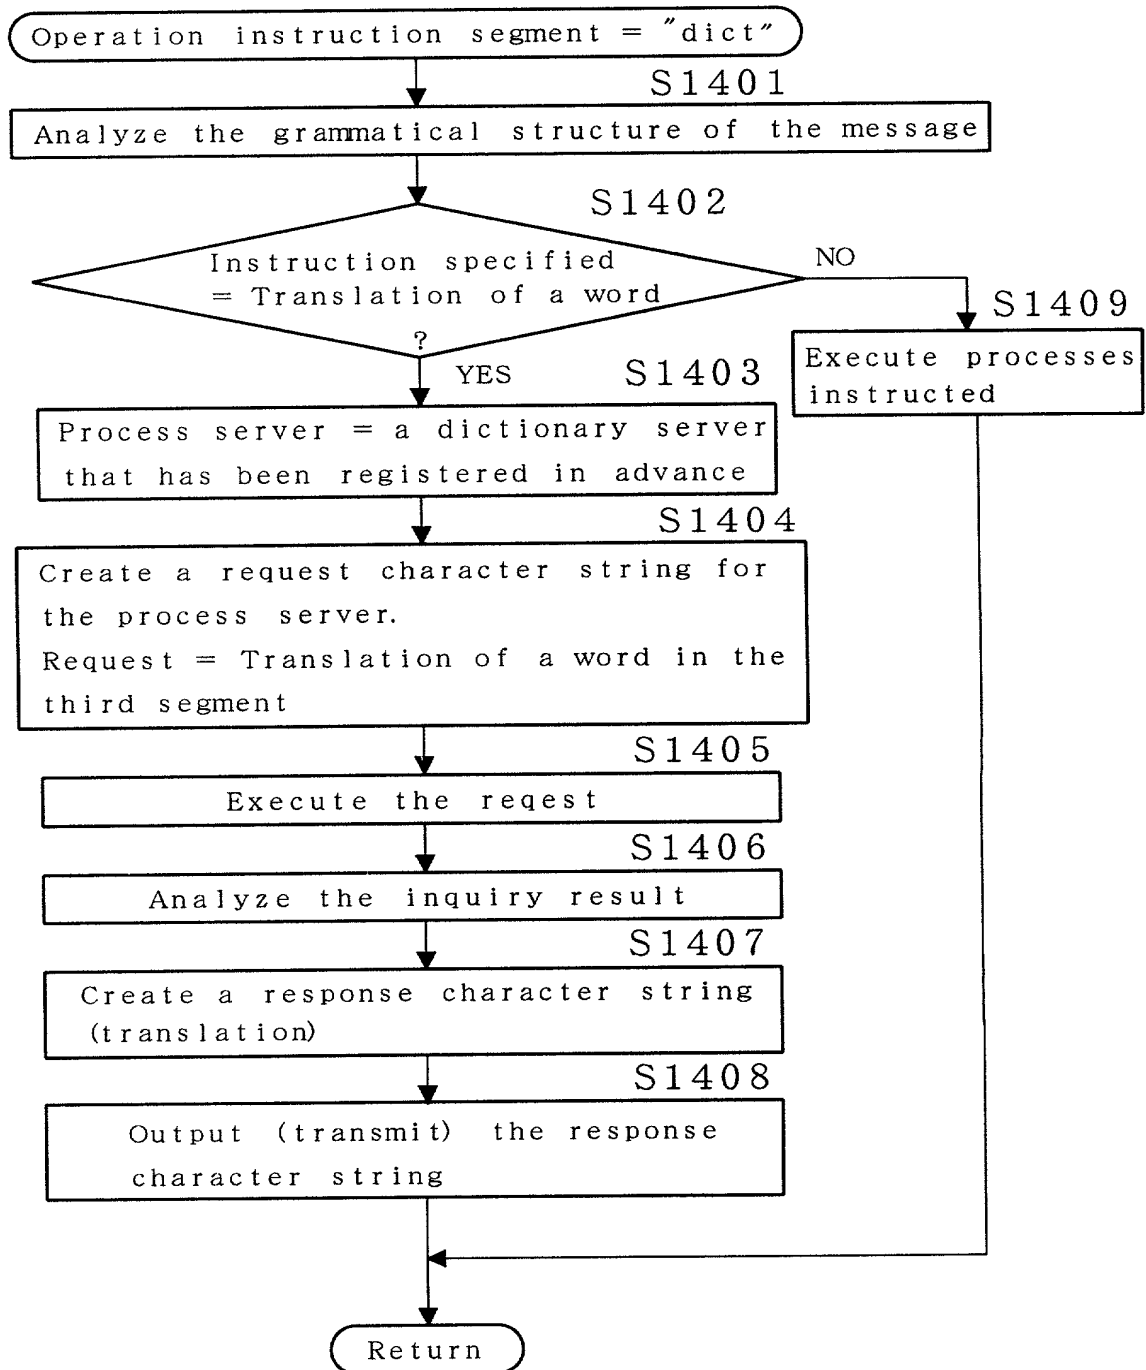 Operation instruction segment = "dict"
S1401
Analyze the grammatical structure of the message
S1402
Instruction specified
= Translation of a word
?
NO
YES
S1409
Execute processes
instructed
S1403
Process server = a dictionary server
that has been registered in advance
S1404
Create a request character string for
the process server.
Request = Translation of a word in the
third segment
S1405
Execute the reqest
S1406
Analyze the inquiry result
S1407
Create a response character string
(translation)
S1408
Output (transmit) the response
character string
Return